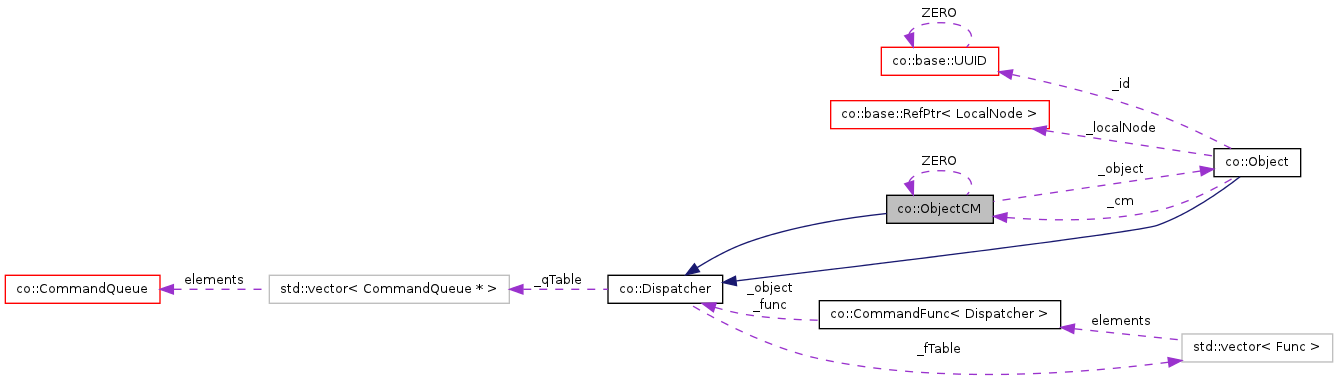 ZERO
co::base::UUID
_id
co::base::RefPtr< LocalNode >
_localNode
co::Object
ZERO
_object
co::ObjectCM
_cm
elements
_qTable
co::CommandQueue
std::vector< CommandQueue * >
co::Dispatcher
_object
_func
co::CommandFunc< Dispatcher >
elements
_fTable
std::vector< Func >